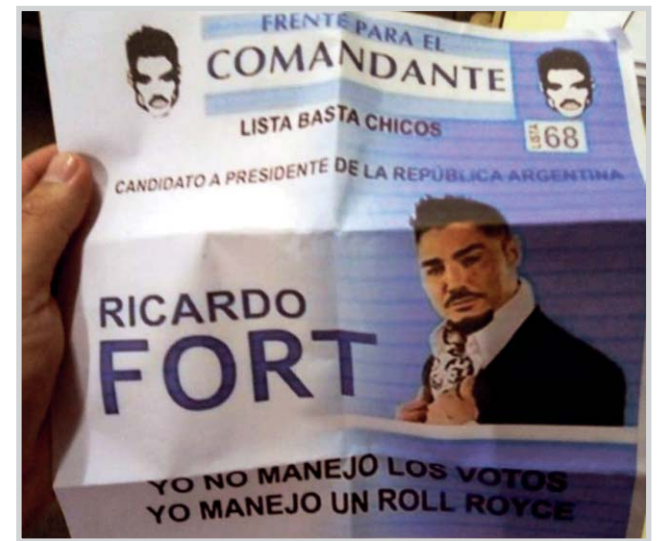 FRENTE PARA EL
COMANDANTE
LISTA BASTA CHICOS
LISTA 68
CANDIDATO A PRESIDENTE DE LA REPÚBLICA ARGENTINA
RICARDO
FORT
YO NO MANEJO LOS VOTOS
YO MANEJO UN ROLL ROYCE